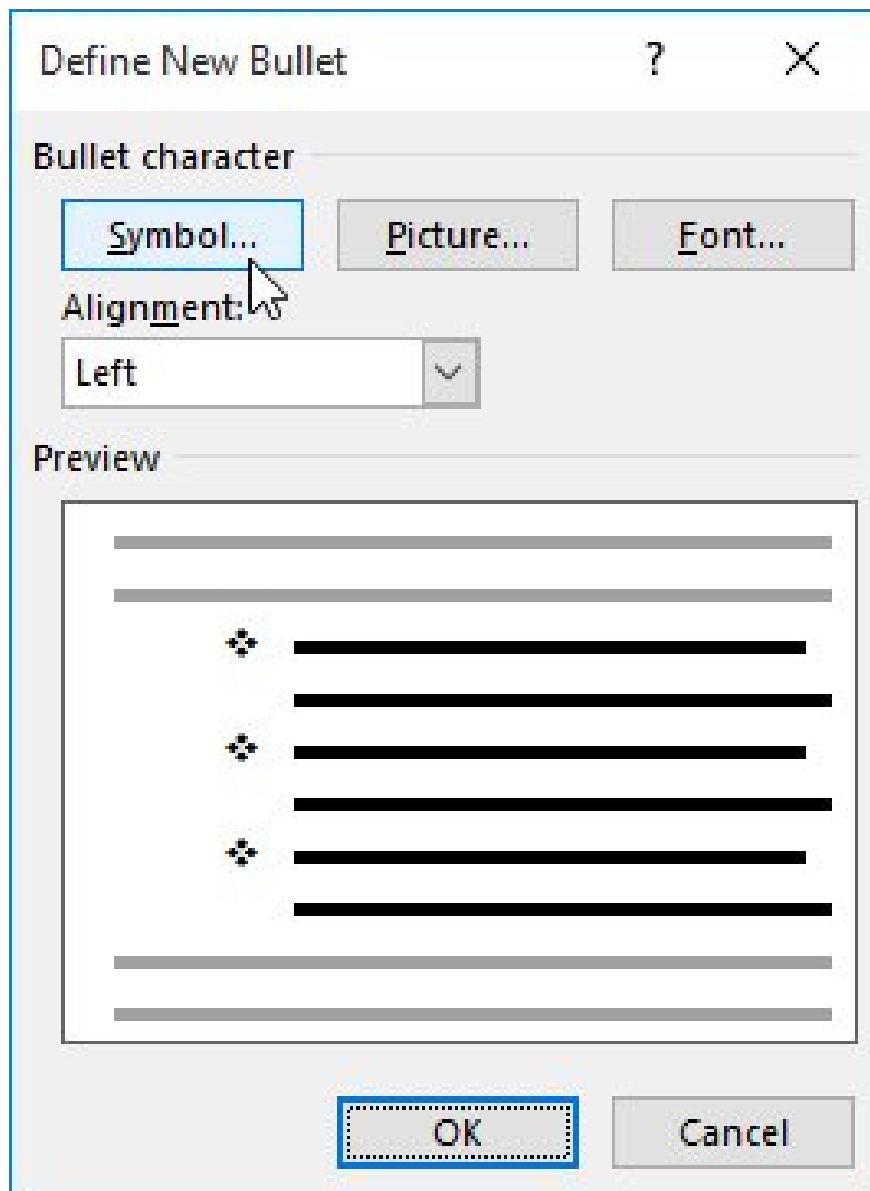 Define New Bullet ?
Bullet character
Symbol... Picture... Font...
Alignment:
Left
Preview
OK Cancel